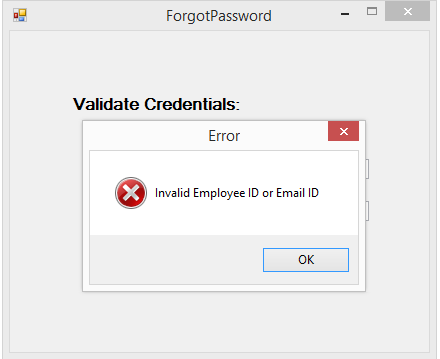 ForgotPassword
Validate Credentials:
Error
Invalid Employee ID or Email ID
OK